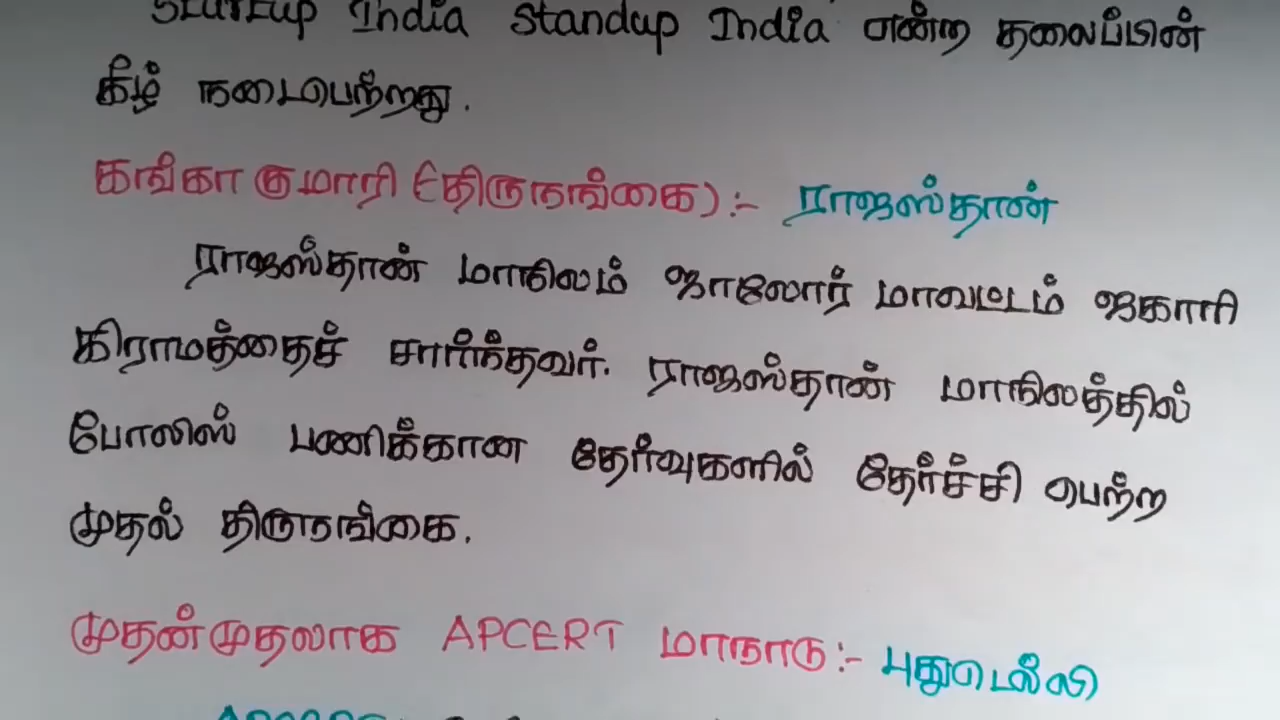 Startup India Standup India என்ற தலைப்பின்
கீழ் நடைபெற்றது.
கங்கா குமாரி (திருநங்கை) :- ராஜஸ்தான்
ராஜஸ்தான் மாநிலம் ஜாலோர் மாவட்டம் ஜகாரி
கிராமத்தைச் சார்ந்தவர். ராஜஸ்தான் மாநிலத்தில்
போலிஸ் பணிக்கான தேர்வுகளில் தேர்ச்சி பெற்ற
முதல் திருநங்கை.
முதன்முதலாக APCERT மாநாடு :- புதுடெல்லி